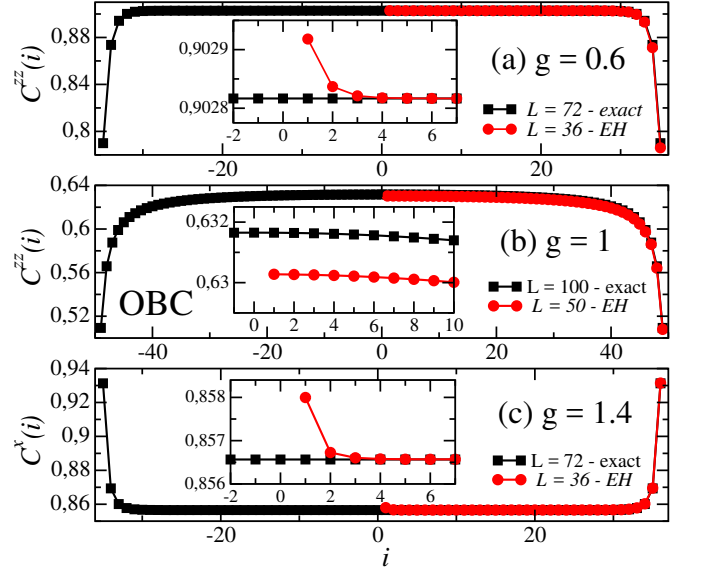 C^zz(i)
0,88
0,84
0,8
0,9029
0,9028
-2 0 2 4 6
(a) g = 0.6
L = 72 - exact
L = 36 - EH
-20 0 20
C^zz(i)
0,64
0,6
0,56
0,52
0,632
0,63
0 2 4 6 8 10
(b) g = 1
OBC
L = 100 - exact
L = 50 - EH
-40 -20 0 20 40
C^x(i)
0,94
0,92
0,9
0,88
0,86
0,858
0,857
0,856
-2 0 2 4 6
(c) g = 1.4
L = 72 - exact
L = 36 - EH
-20 0 20
i